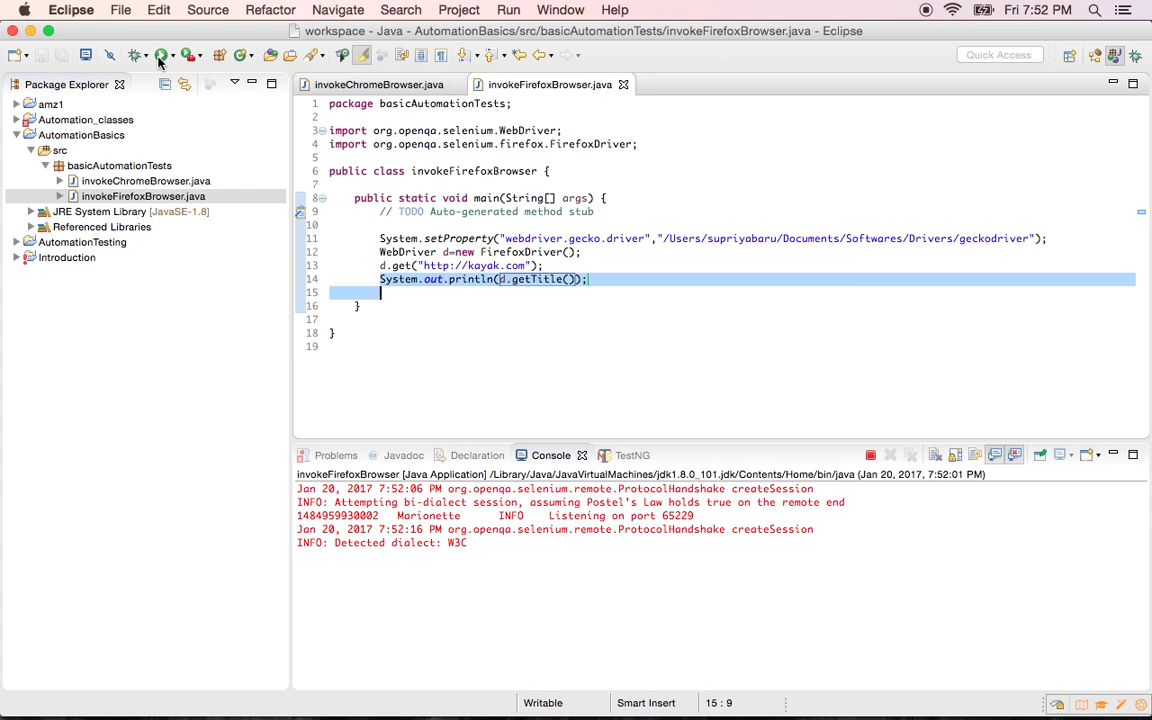 Eclipse File Edit Source Refactor Navigate Search Project Run Window Help Fri 7:52 PM
workspace - Java - AutomationBasics/src/basicAutomationTests/invokeFirefoxBrowser.java - Eclipse
Quick Access
Package Explorer
amz1
Automation_classes
AutomationBasics
src
basicAutomationTests
invokeChromeBrowser.java
invokeFirefoxBrowser.java
JRE System Library [JavaSE-1.8]
Referenced Libraries
AutomationTesting
Introduction
invokeChromeBrowser.java invokeFirefoxBrowser.java
1 package basicAutomationTests;
2
3 import org.openqa.selenium.WebDriver;
4 import org.openqa.selenium.firefox.FirefoxDriver;
5
6 public class invokeFirefoxBrowser {
7
8 public static void main(String[] args) {
9 // TODO Auto-generated method stub
10
11 System.setProperty("webdriver.gecko.driver","/Users/supriyabaru/Documents/Softwares/Drivers/geckodriver");
12 WebDriver d=new FirefoxDriver();
13 d.get("http://kayak.com");
14 System.out.println(d.getTitle());
15
16 }
17
18 }
19
Problems Javadoc Declaration Console TestNG
invokeFirefoxBrowser [Java Application] /Library/Java/JavaVirtualMachines/jdk1.8.0_101.jdk/Contents/Home/bin/java (Jan 20, 2017, 7:52:01 PM)
Jan 20, 2017 7:52:06 PM org.openqa.selenium.remote.ProtocolHandshake createSession
INFO: Attempting bi-dialect session, assuming Postel's Law holds true on the remote end
1484959930002 Marionette INFO Listening on port 65229
Jan 20, 2017 7:52:16 PM org.openqa.selenium.remote.ProtocolHandshake createSession
INFO: Detected dialect: W3C
Writable Smart Insert 15 : 9